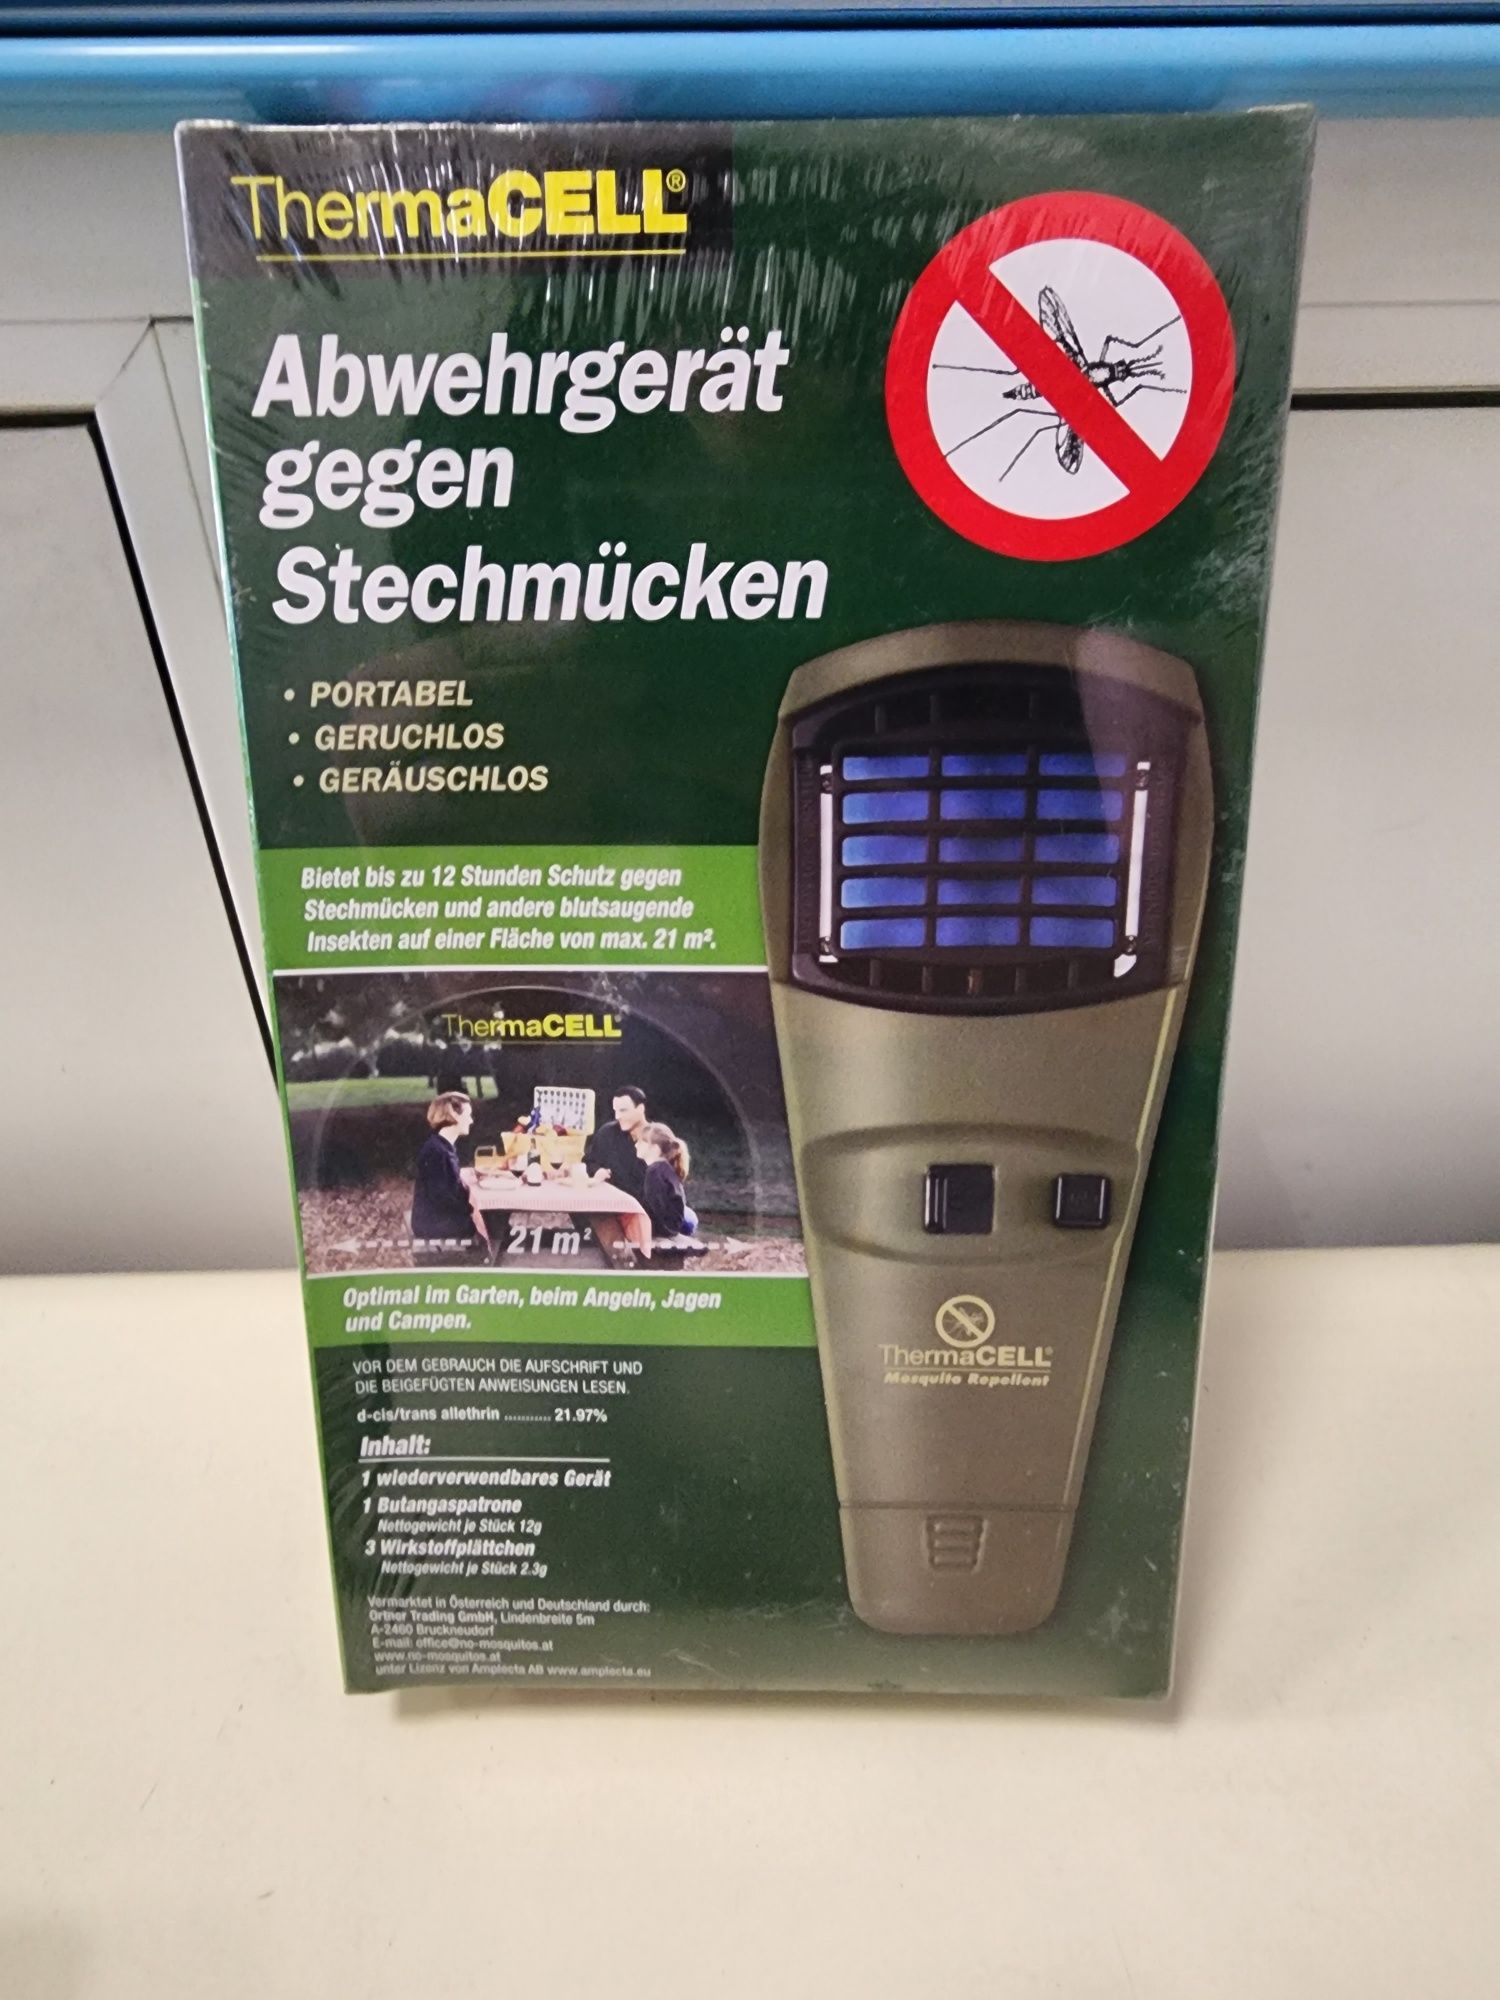 ThermaCELL®
Abwehrgerät
gegen
Stechmücken
• PORTABEL
• GERUCHLOS
• GERÄUSCHLOS
Bietet bis zu 12 Stunden Schutz gegen
Stechmücken und andere blutsaugende
Insekten auf einer Fläche von max. 21 m².
ThermaCELL®
21 m²
Optimal im Garten, beim Angeln, Jagen
und Campen.
VOR DEM GEBRAUCH DIE AUFSCHRIFT UND
DIE BEIGEFÜGTEN ANWEISUNGEN LESEN.
d-cis/trans allethrin ........... 21.97%
Inhalt:
1 wiederverwendbares Gerät
1 Butangaspatrone
Nettogewicht je Stück 12g
3 Wirkstoffplättchen
Nettogewicht je Stück 2.3g
Vermarktet in Österreich und Deutschland durch:
Ortner Trading GmbH, Lindenbreite 5m
A-2460 Bruckneudorf
E-mail: office@no-mosquitos.at
www.no-mosquitos.at
unter Lizenz von Amplecta AB www.amplecta.eu
ThermaCELL®
Mosquito Repellent